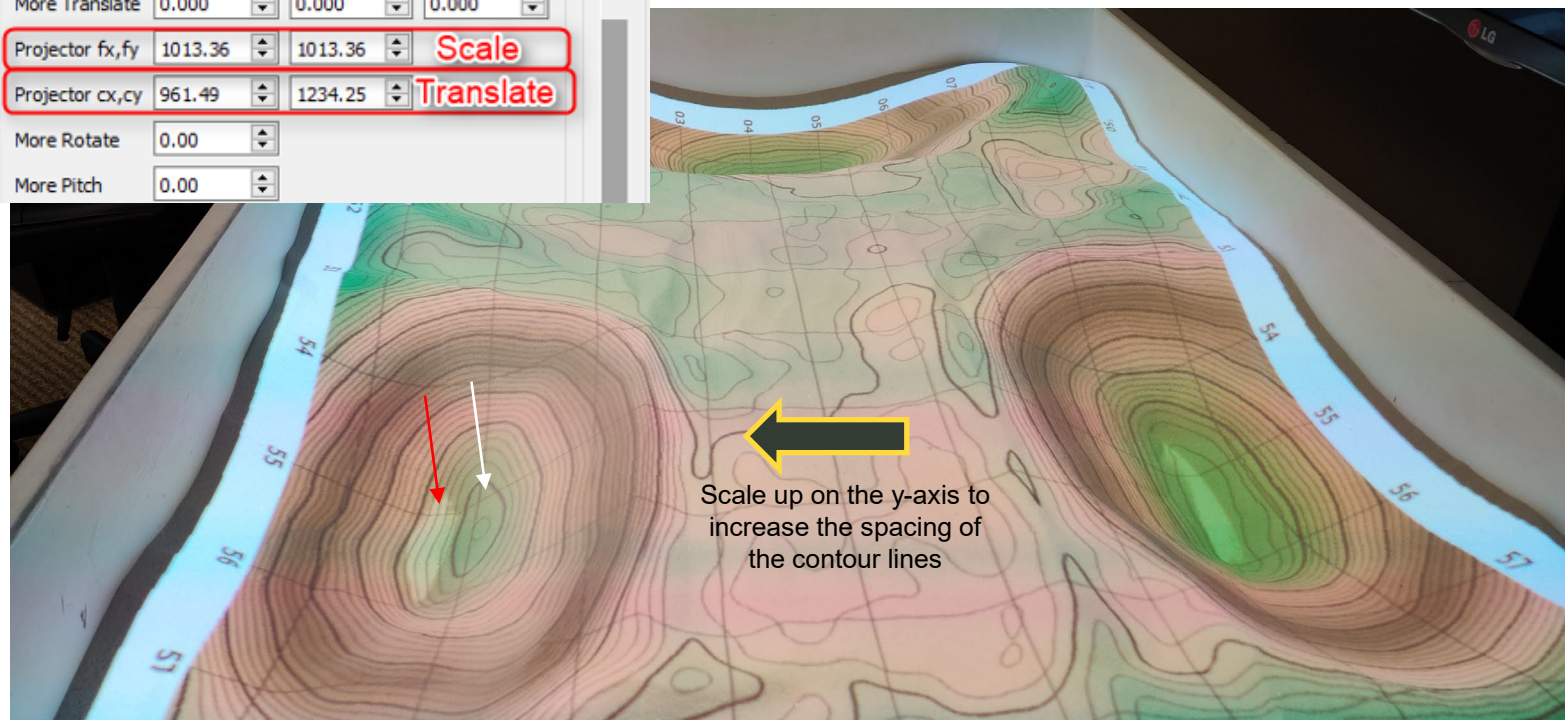 More Translate 0.000 0.000 0.000
Projector fx,fy 1013.36 1013.36 Scale
Projector cx,cy 961.49 1234.25 Translate
More Rotate 0.00
More Pitch 0.00
LG
03
04
05
06
07
52
54
55
56
51
54
55
56
57
Scale up on the y-axis to
increase the spacing of
the contour lines